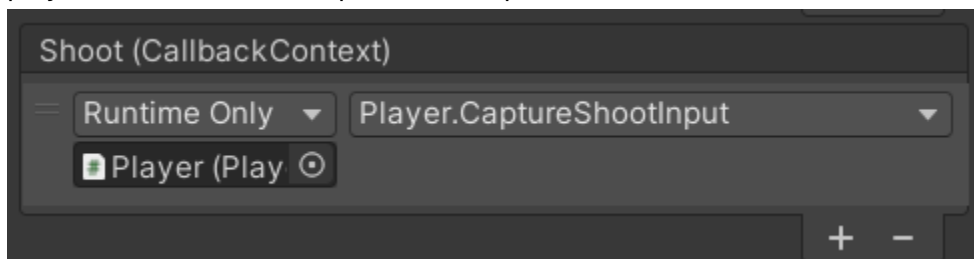 Shoot (CallbackContext)
Runtime Only Player.CaptureShootInput
Player (Play
+ −